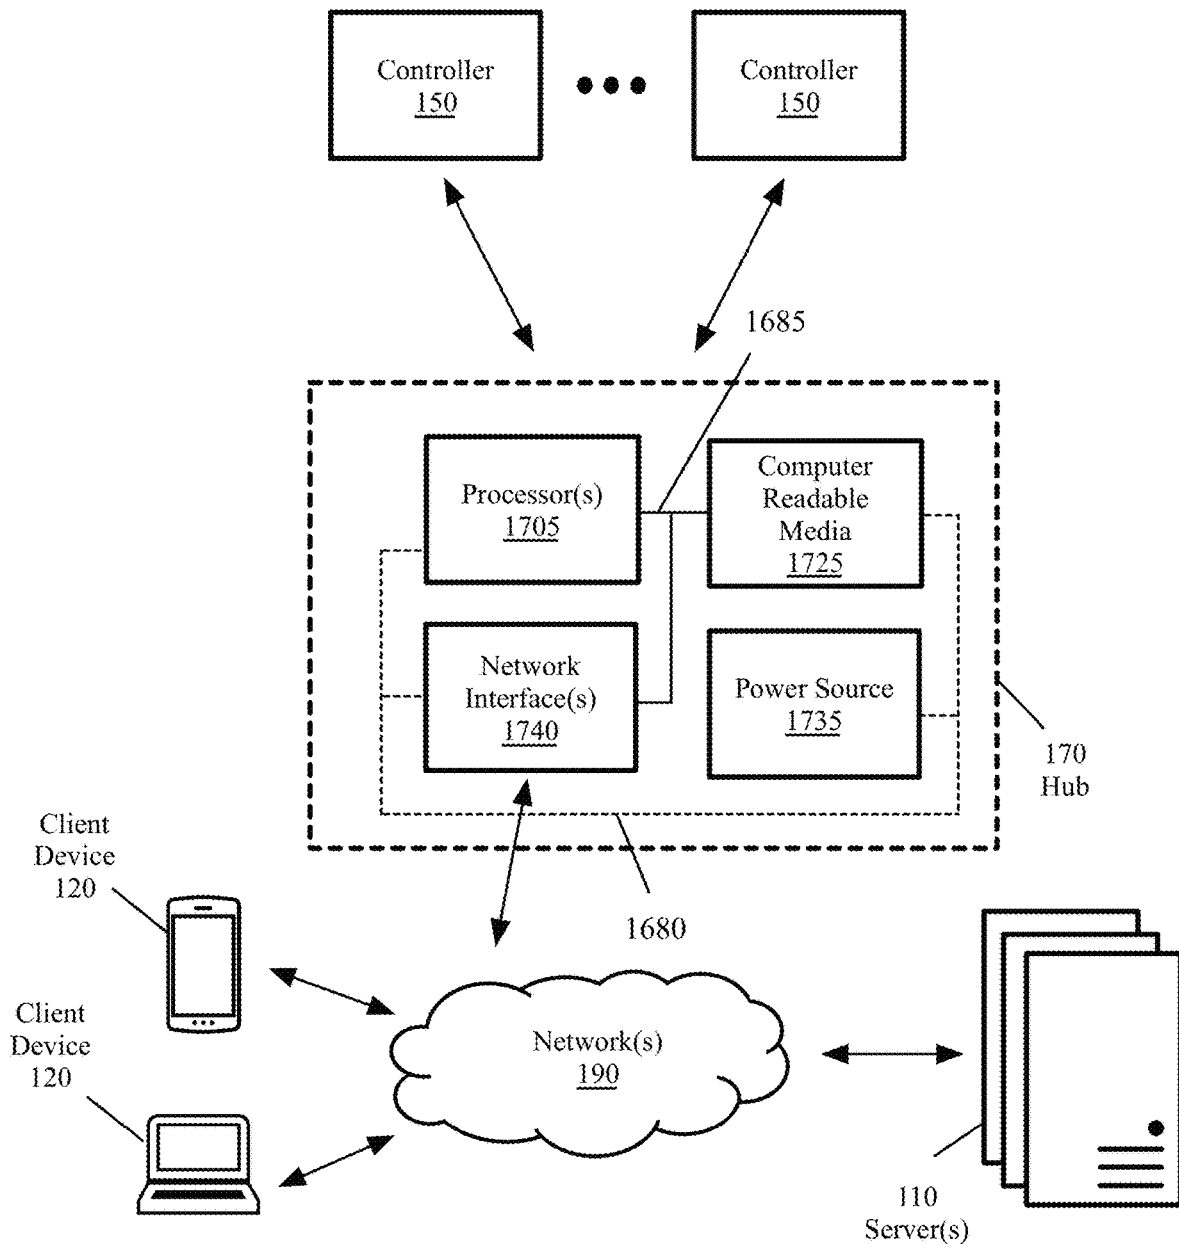 Controller
150
Controller
150
1685
Processor(s)
1705
Computer
Readable
Media
1725
Network
Interface(s)
1740
Power Source
1735
170
Hub
1680
Client
Device
120
Client
Device
120
Network(s)
190
110
Server(s)